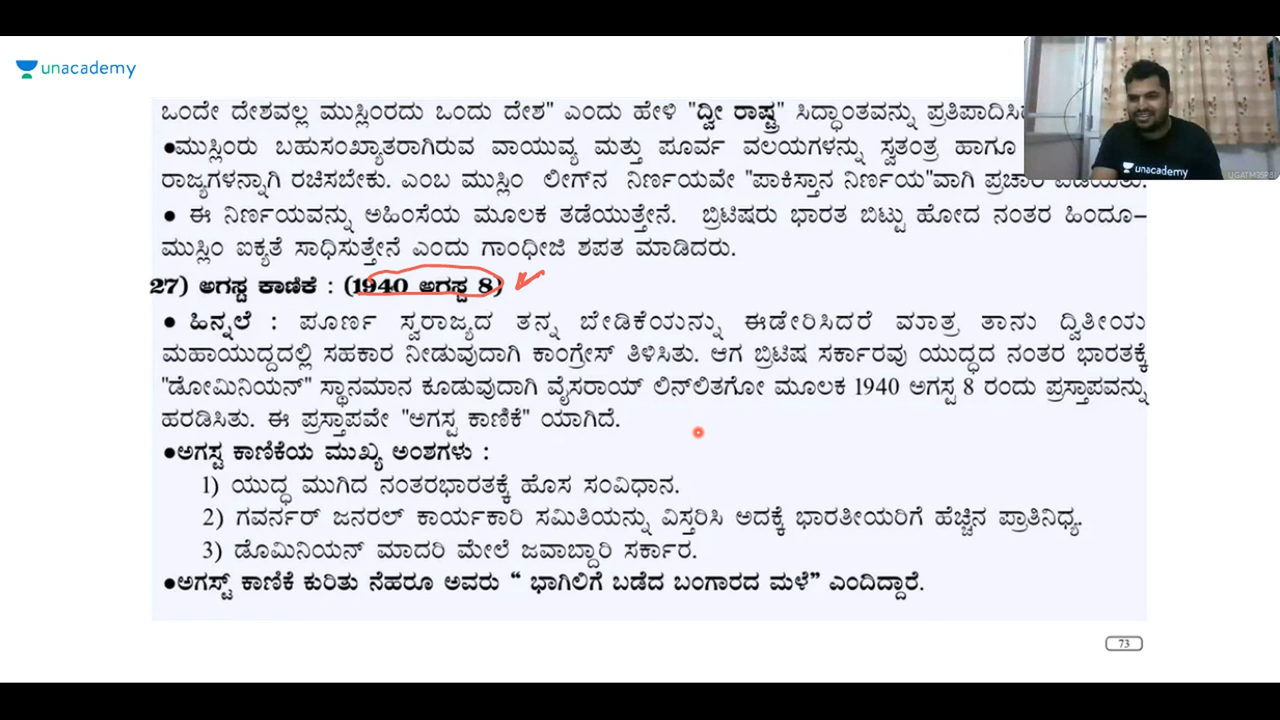 unacademy
ಒಂದೇ ದೇಶವಲ್ಲ ಮುಸ್ಲಿಂರದು ಒಂದು ದೇಶ" ಎಂದು ಹೇಳಿ "ದ್ವೀ ರಾಷ್ಟ್ರ" ಸಿದ್ಧಾಂತವನ್ನು
●ಮುಸ್ಲಿಂರು ಬಹುಸಂಖ್ಯಾತರಾಗಿರುವ ವಾಯುವ್ಯ ಮತ್ತು ಪೂರ್ವ ವಲಯಗಳನ್ನು ಸ್ವತಂತ್ರ ಹಾಗೂ
ರಾಜ್ಯಗಳನ್ನಾಗಿ ರಚಿಸಬೇಕು. ಎಂಬ ಮುಸ್ಲಿಂ ಲೀಗ್‌ನ ನಿರ್ಣಯವೇ "ಪಾಕಿಸ್ತಾನ ನಿರ್ಣಯ"ವಾಗಿ ಪ್ರಚಾರ
● ಈ ನಿರ್ಣಯವನ್ನು ಅಹಿಂಸೆಯ ಮೂಲಕ ತಡೆಯುತ್ತೇನೆ. ಬ್ರಿಟಿಷರು ಭಾರತ ಬಿಟ್ಟು ಹೋದ ನಂತರ ಹಿಂದೂ–
ಮುಸ್ಲಿಂ ಐಕ್ಯತೆ ಸಾಧಿಸುತ್ತೇನೆ ಎಂದು ಗಾಂಧೀಜಿ ಶಪತ ಮಾಡಿದರು.
27) ಅಗಸ್ಟ ಕಾಣಿಕೆ : (1940 ಅಗಸ್ಟ 8)
● ಹಿನ್ನಲೆ : ಪೂರ್ಣ ಸ್ವರಾಜ್ಯದ ತನ್ನ ಬೇಡಿಕೆಯನ್ನು ಈಡೇರಿಸಿದರೆ ಮಾತ್ರ ತಾನು ದ್ವಿತೀಯ
ಮಹಾಯುದ್ದದಲ್ಲಿ ಸಹಕಾರ ನೀಡುವುದಾಗಿ ಕಾಂಗ್ರೇಸ್ ತಿಳಿಸಿತು. ಆಗ ಬ್ರಿಟಿಷ ಸರ್ಕಾರವು ಯುದ್ಧದ ನಂತರ ಭಾರತಕ್ಕೆ
"ಡೋಮಿನಿಯನ್" ಸ್ಥಾನಮಾನ ಕೂಡುವುದಾಗಿ ವೈಸರಾಯ್ ಲಿನ್‌ಲಿತಗೋ ಮೂಲಕ 1940 ಅಗಸ್ಟ 8 ರಂದು ಪ್ರಸ್ತಾಪವನ್ನು
ಹರಡಿಸಿತು. ಈ ಪ್ರಸ್ತಾಪವೇ "ಅಗಸ್ಟ ಕಾಣಿಕೆ" ಯಾಗಿದೆ.
●ಅಗಸ್ಟ ಕಾಣಿಕೆಯ ಮುಖ್ಯ ಅಂಶಗಳು :
1) ಯುದ್ಧ ಮುಗಿದ ನಂತರಭಾರತಕ್ಕೆ ಹೊಸ ಸಂವಿಧಾನ.
2) ಗವರ್ನರ್ ಜನರಲ್ ಕಾರ್ಯಕಾರಿ ಸಮಿತಿಯನ್ನು ವಿಸ್ತರಿಸಿ ಅದಕ್ಕೆ ಭಾರತೀಯರಿಗೆ ಹೆಚ್ಚಿನ ಪ್ರಾತಿನಿಧ್ಯ.
3) ಡೊಮಿನಿಯನ್ ಮಾದರಿ ಮೇಲೆ ಜವಾಬ್ದಾರಿ ಸರ್ಕಾರ.
●ಅಗಸ್ಟ್ ಕಾಣಿಕೆ ಕುರಿತು ನೆಹರೂ ಅವರು “ ಭಾಗಿಲಿಗೆ ಬಡೆದ ಬಂಗಾರದ ಮಳೆ” ಎಂದಿದ್ದಾರೆ.
73
unacademy